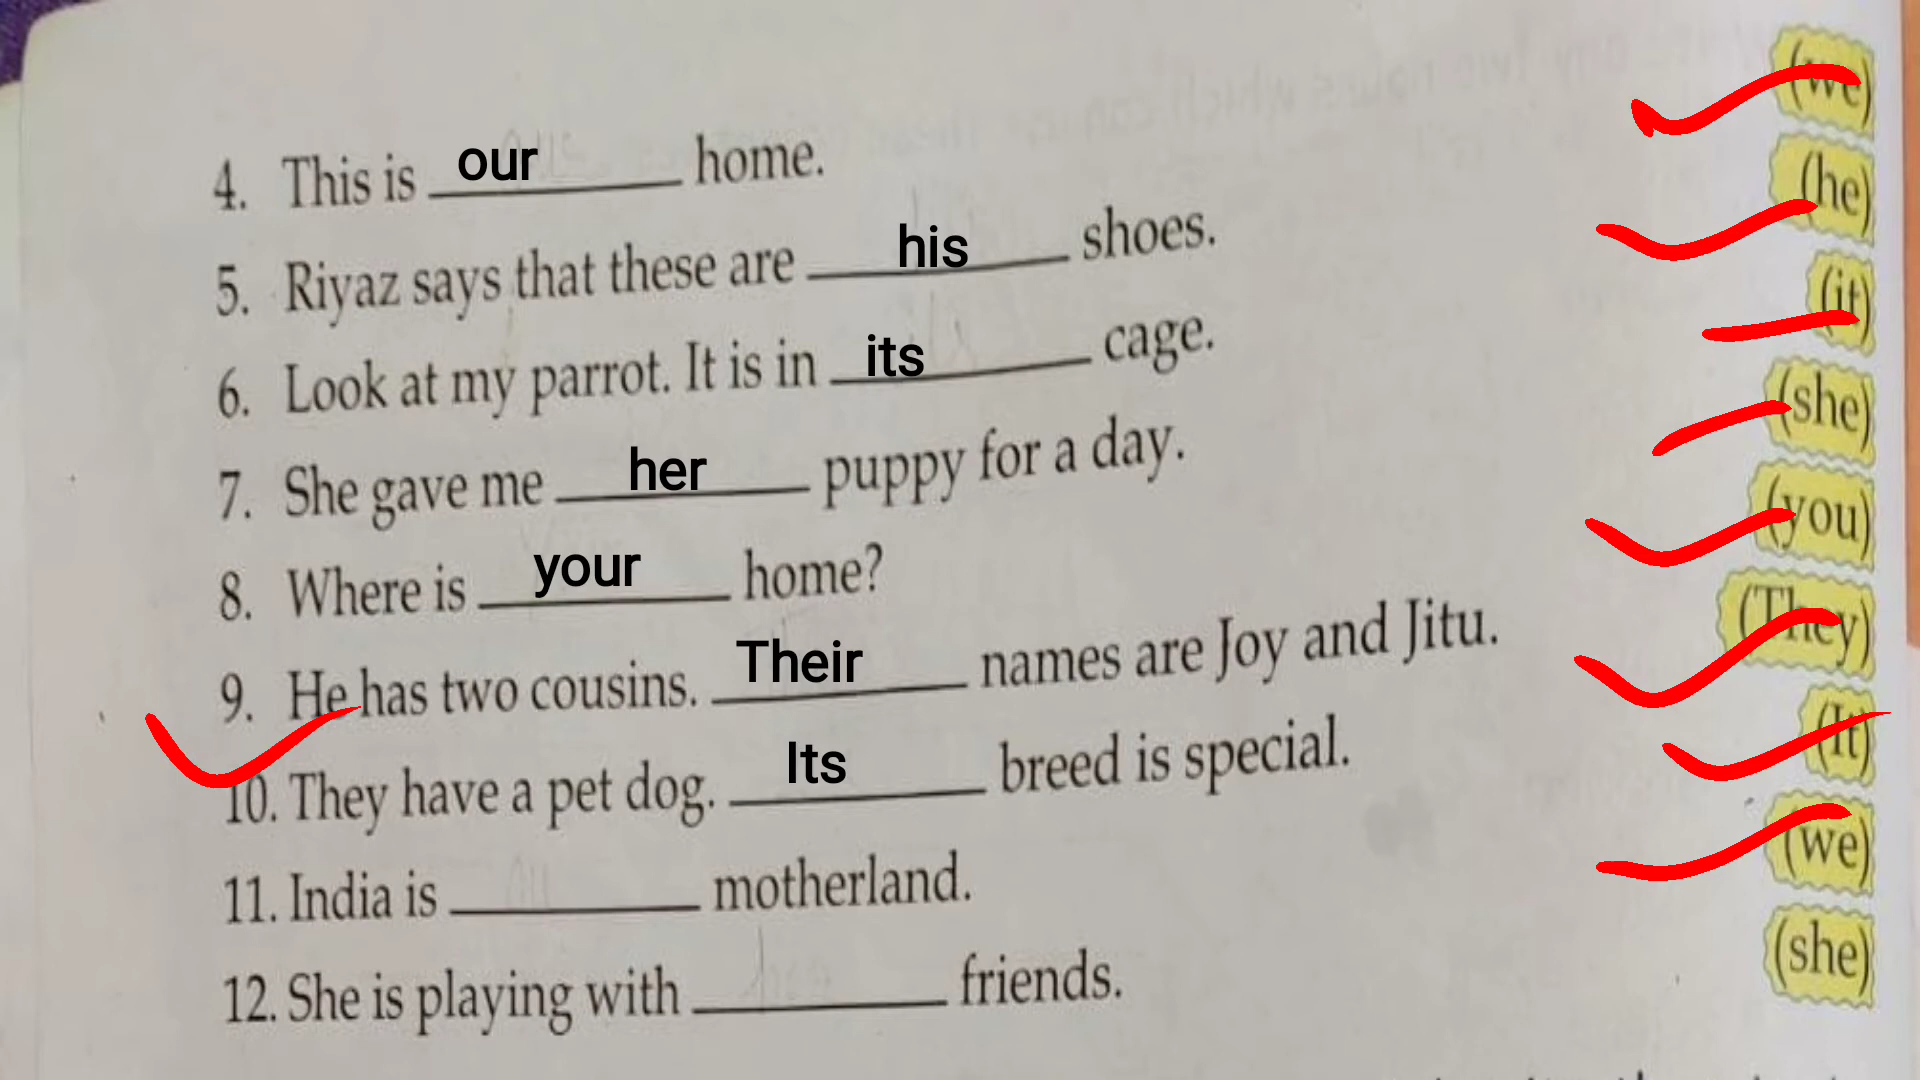 4. This is our home. (we)
5. Riyaz says that these are his shoes. (he)
6. Look at my parrot. It is in its cage. (it)
7. She gave me her puppy for a day. (she)
8. Where is your home? (you)
9. He has two cousins. Their names are Joy and Jitu. (They)
10. They have a pet dog. Its breed is special. (It)
11. India is ________ motherland. (we)
12. She is playing with ________ friends. (she)